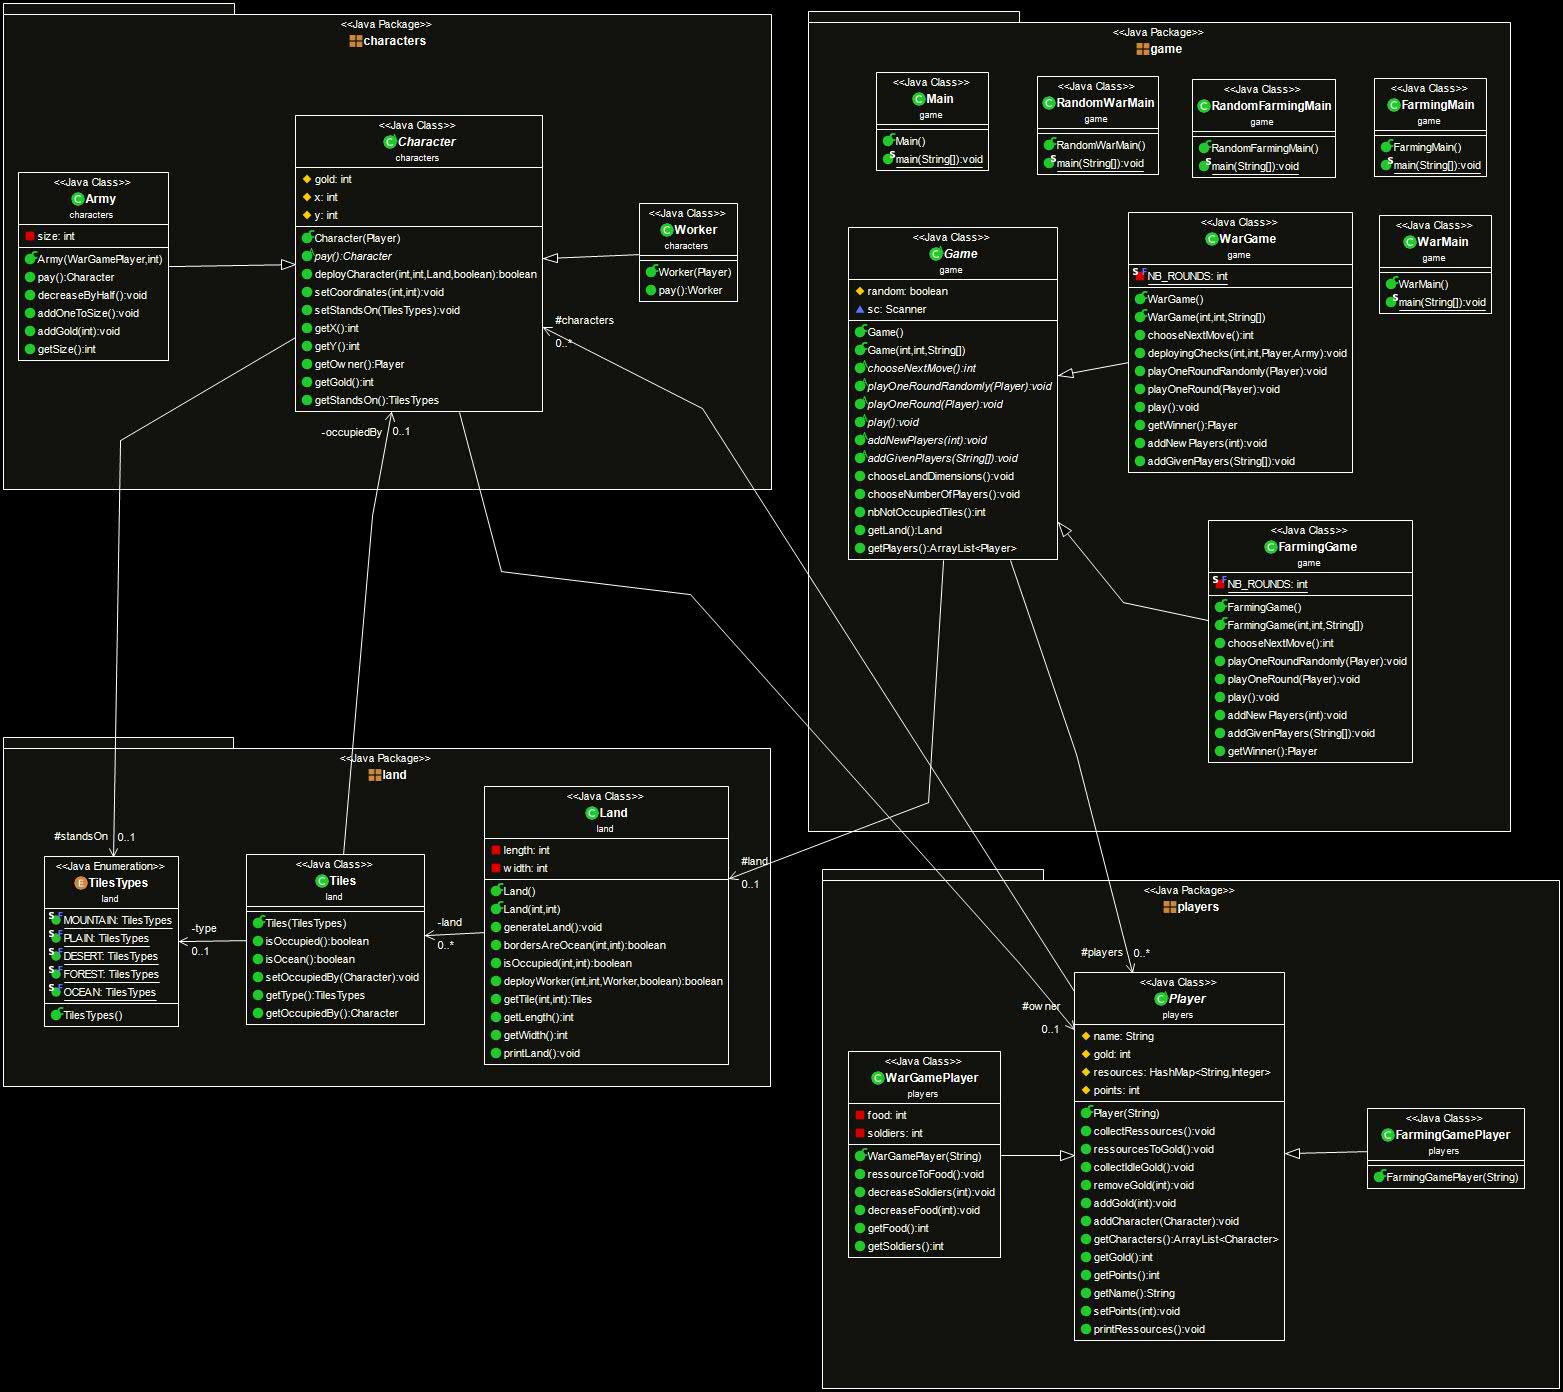 <<Java Package>>
characters
<<Java Class>>
Army
characters
size: int
Army(WarGamePlayer,int)
pay():Character
decreaseByHalf():void
addOneToSize():void
addGold(int):void
getSize():int
<<Java Class>>
Character
characters
gold: int
x: int
y: int
Character(Player)
pay():Character
deployCharacter(int,int,Land,boolean):boolean
setCoordinates(int,int):void
setStandsOn(TilesTypes):void
getX():int
getY():int
getOwner():Player
getGold():int
getStandsOn():TilesTypes
<<Java Class>>
Worker
characters
Worker(Player)
pay():Worker
#characters
0..*
-occupiedBy
0..1
<<Java Package>>
game
<<Java Class>>
Main
game
Main()
main(String[]):void
<<Java Class>>
RandomWarMain
game
RandomWarMain()
main(String[]):void
<<Java Class>>
RandomFarmingMain
game
RandomFarmingMain()
main(String[]):void
<<Java Class>>
FarmingMain
game
FarmingMain()
main(String[]):void
<<Java Class>>
Game
game
random: boolean
sc: Scanner
Game()
Game(int,int,String[])
chooseNextMove():int
playOneRoundRandomly(Player):void
playOneRound(Player):void
play():void
addNewPlayers(int):void
addGivenPlayers(String[]):void
chooseLandDimensions():void
chooseNumberOfPlayers():void
nbNotOccupiedTiles():int
getLand():Land
getPlayers():ArrayList<Player>
<<Java Class>>
WarGame
game
NB_ROUNDS: int
WarGame()
WarGame(int,int,String[])
chooseNextMove():int
deployingChecks(int,int,Player,Army):void
playOneRoundRandomly(Player):void
playOneRound(Player):void
play():void
getWinner():Player
addNewPlayers(int):void
addGivenPlayers(String[]):void
<<Java Class>>
WarMain
game
WarMain()
main(String[]):void
<<Java Class>>
FarmingGame
game
NB_ROUNDS: int
FarmingGame()
FarmingGame(int,int,String[])
chooseNextMove():int
playOneRoundRandomly(Player):void
playOneRound(Player):void
play():void
addNewPlayers(int):void
addGivenPlayers(String[]):void
getWinner():Player
<<Java Package>>
land
#standsOn
0..1
<<Java Enumeration>>
TilesTypes
land
MOUNTAIN: TilesTypes
PLAIN: TilesTypes
DESERT: TilesTypes
FOREST: TilesTypes
OCEAN: TilesTypes
TilesTypes()
-type
0..1
<<Java Class>>
Tiles
land
Tiles(TilesTypes)
isOccupied():boolean
isOcean():boolean
setOccupiedBy(Character):void
getType():TilesTypes
getOccupiedBy():Character
-land
0..*
<<Java Class>>
Land
land
length: int
width: int
Land()
Land(int,int)
generateLand():void
bordersAreOcean(int,int):boolean
isOccupied(int,int):boolean
deployWorker(int,int,Worker,boolean):boolean
getTile(int,int):Tiles
getLength():int
getWidth():int
printLand():void
#land
0..1
<<Java Package>>
players
#players
0..*
#owner
0..1
<<Java Class>>
WarGamePlayer
players
food: int
soldiers: int
WarGamePlayer(String)
ressourceToFood():void
decreaseSoldiers(int):void
decreaseFood(int):void
getFood():int
getSoldiers():int
<<Java Class>>
Player
players
name: String
gold: int
resources: HashMap<String,Integer>
points: int
Player(String)
collectRessources():void
ressourcesToGold():void
collectIdleGold():void
removeGold(int):void
addGold(int):void
addCharacter(Character):void
getCharacters():ArrayList<Character>
getGold():int
getPoints():int
getName():String
setPoints(int):void
printResources():void
<<Java Class>>
FarmingGamePlayer
players
FarmingGamePlayer(String)